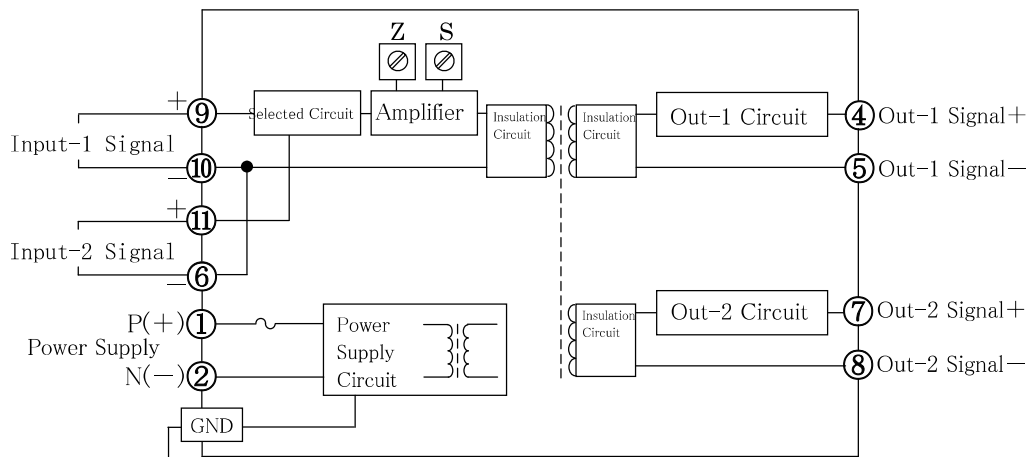 Z S
+ ⑨ Selected Circuit Amplifier
Insulation
Circuit
Insulation
Circuit
Out-1 Circuit ④ Out-1 Signal+
Input-1 Signal
− ⑩
⑤ Out-1 Signal−
+ ⑪
Input-2 Signal
− ⑥
P(+) ①
Power Supply
N(−) ②
Power
Supply
Circuit
GND
Insulation
Circuit
Out-2 Circuit ⑦ Out-2 Signal+
⑧ Out-2 Signal−